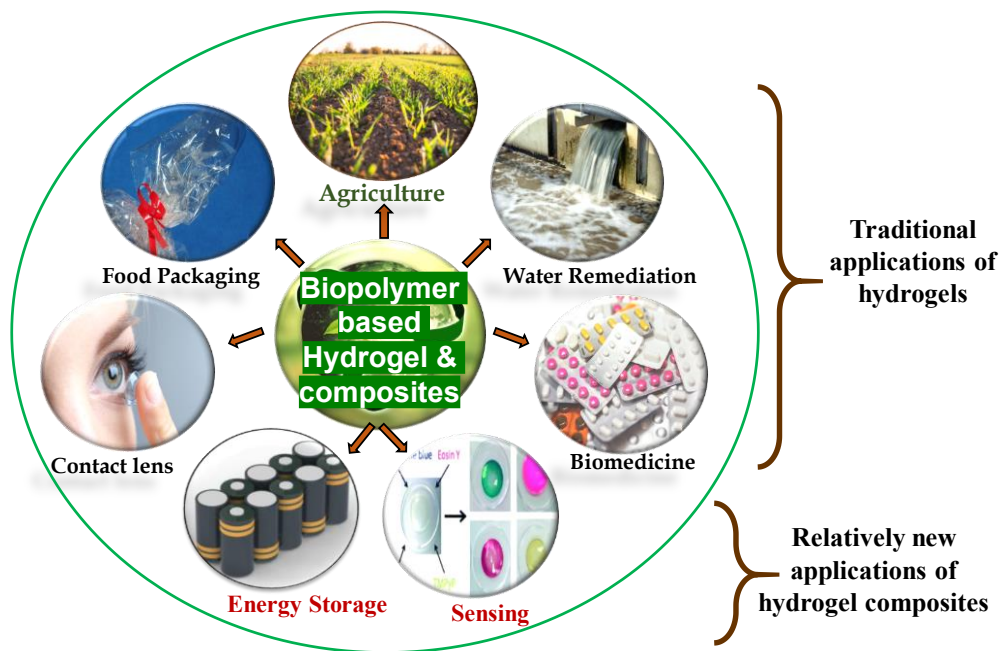 Agriculture
Food Packaging
Water Remediation
Biopolymer
based
Hydrogel &
composites
Contact lens
Biomedicine
Energy Storage
Sensing
blue
Eosin Y
Traditional
applications of
hydrogels
Relatively new
applications of
hydrogel composites